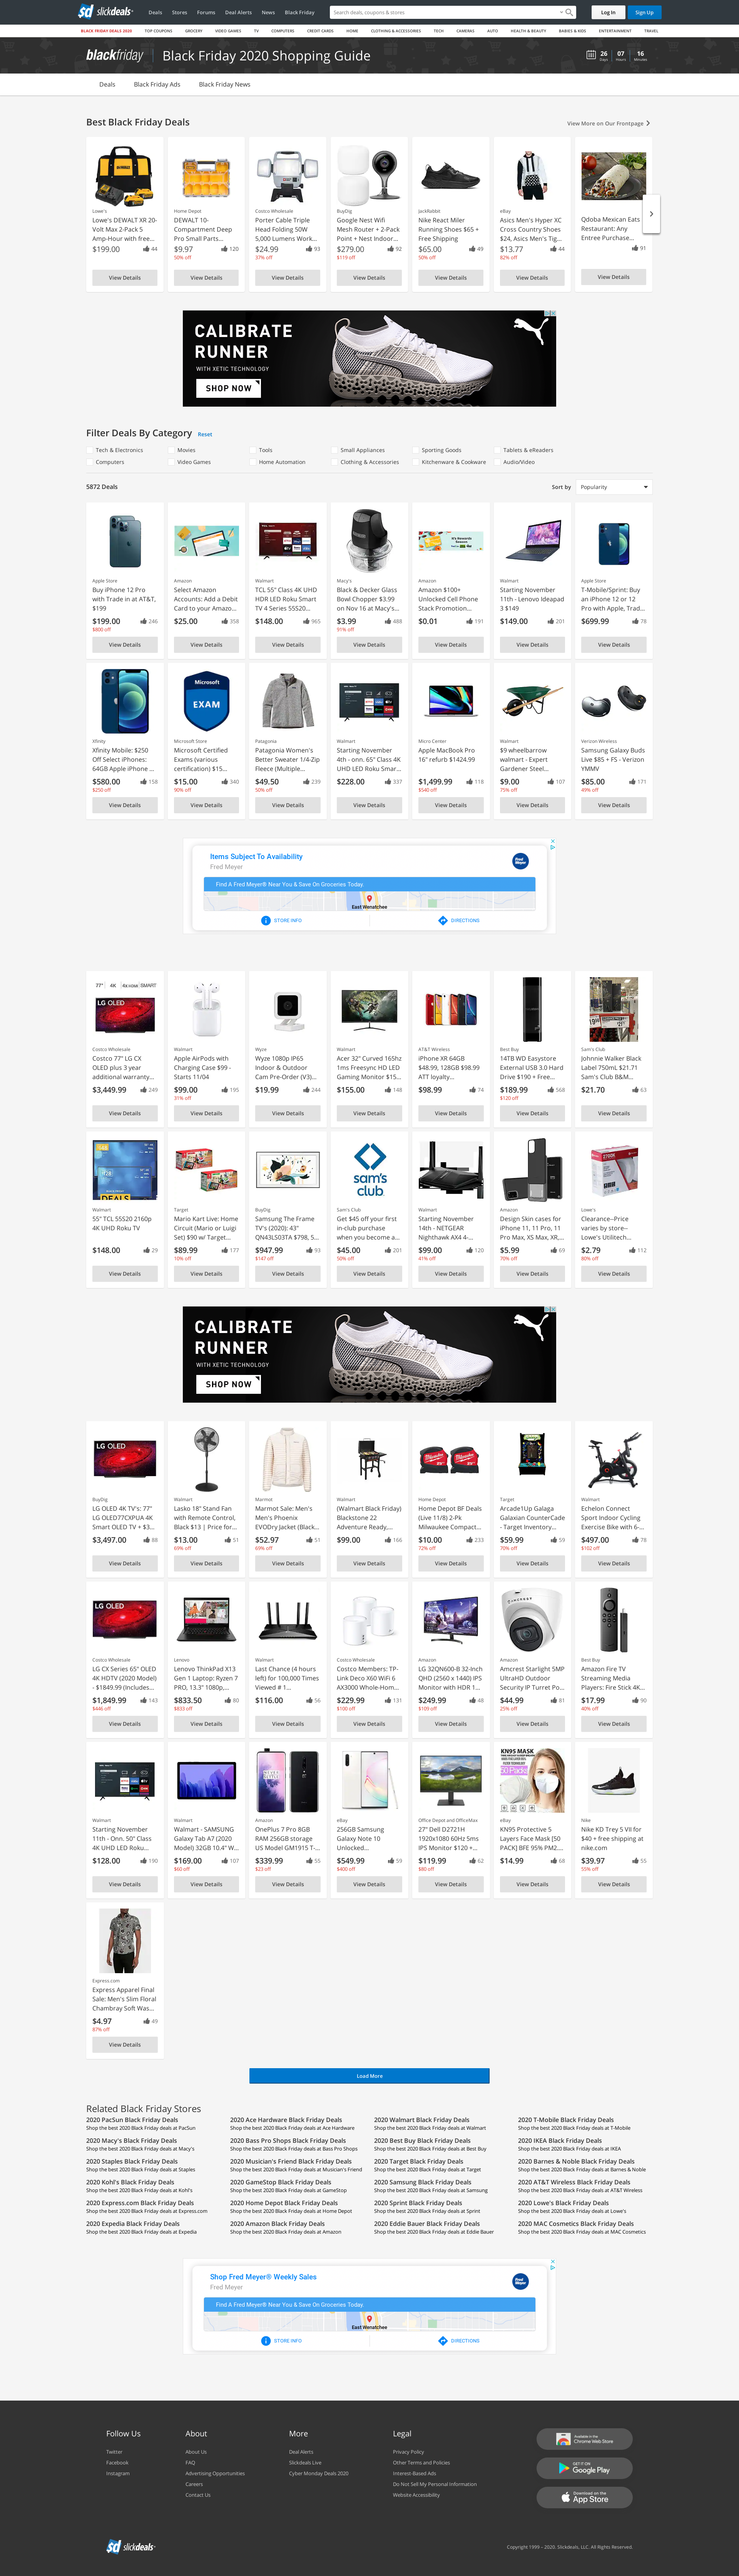 sd slickdeals
Deals Stores Forums Deal Alerts News Black Friday
Search deals, coupons & stores
Log In Sign Up
BLACK FRIDAY DEALS 2020 TOP COUPONS GROCERY VIDEO GAMES TV COMPUTERS CREDIT CARDS HOME CLOTHING & ACCESSORIES TECH CAMERAS AUTO HEALTH & BEAUTY BABIES & KIDS ENTERTAINMENT TRAVEL
blackfriday Black Friday 2020 Shopping Guide
26 07 16
Days Hours Minutes
Deals Black Friday Ads Black Friday News
Best Black Friday Deals
View More on Our Frontpage
Lowe's
Lowe's DEWALT XR 20-
Volt Max 2-Pack 5
Amp-Hour with free...
$199.00 44
View Details
Home Depot
DEWALT 10-
Compartment Deep
Pro Small Parts...
$9.97 120
50% off
View Details
Costco Wholesale
Porter Cable Triple
Head Folding 50W
5,000 Lumens Work...
$24.99 93
37% off
View Details
BuyDig
Google Nest Wifi
Mesh Router + 2-Pack
Point + Nest Indoor...
$279.00 92
$119 off
View Details
JackRabbit
Nike React Miler
Running Shoes $65 +
Free Shipping
$65.00 49
50% off
View Details
eBay
Asics Men's Hyper XC
Cross Country Shoes
$24, Asics Men's Tig...
$13.77 44
82% off
View Details
Qdoba Mexican Eats
Restaurant: Any
Entree Purchase...
91
View Details
CALIBRATE
RUNNER
WITH XETIC TECHNOLOGY
SHOP NOW
Filter Deals By Category Reset
Tech & Electronics Movies Tools Small Appliances Sporting Goods Tablets & eReaders
Computers Video Games Home Automation Clothing & Accessories Kitchenware & Cookware Audio/Video
5872 Deals
Sort by Popularity
Apple Store
Buy iPhone 12 Pro
with Trade in at AT&T,
$199
$199.00 246
$800 off
View Details
Amazon
Select Amazon
Accounts: Add a Debit
Card to your Amazo...
$25.00 358
View Details
Walmart
TCL 55" Class 4K UHD
HDR LED Roku Smart
TV 4 Series 55S20...
$148.00 965
View Details
Macy's
Black & Decker Glass
Bowl Chopper $3.99
on Nov 16 at Macy's...
$3.99 488
91% off
View Details
Amazon
Amazon $100+
Unlocked Cell Phone
Stack Promotion...
$0.01 191
View Details
Walmart
Starting November
11th - Lenovo Ideapad
3 $149
$149.00 201
View Details
Apple Store
T-Mobile/Sprint: Buy
an iPhone 12 or 12
Pro with Apple, Trad...
$699.99 78
View Details
Xfinity
Xfinity Mobile: $250
Off Select iPhones:
64GB Apple iPhone ...
$580.00 158
$250 off
View Details
Microsoft
EXAM
Microsoft Store
Microsoft Certified
Exams (various
certification) $15...
$15.00 340
90% off
View Details
Patagonia
Patagonia Women's
Better Sweater 1/4-Zip
Fleece (Multiple...
$49.50 239
50% off
View Details
Walmart
Starting November
4th - onn. 65" Class 4K
UHD LED Roku Smar...
$228.00 337
View Details
Micro Center
Apple MacBook Pro
16" refurb $1424.99
$1,499.99 118
$540 off
View Details
Walmart
$9 wheelbarrow
walmart - Expert
Gardener Steel...
$9.00 107
75% off
View Details
Verizon Wireless
Samsung Galaxy Buds
Live $85 + FS - Verizon
YMMV
$85.00 171
49% off
View Details
Items Subject To Availability
Fred Meyer
Find A Fred Meyer® Near You & Save On Groceries Today.
East Wenatchee
STORE INFO DIRECTIONS
77" 4K SMART
LG OLED
Costco Wholesale
Costco 77" LG CX
OLED plus 3 year
additional warranty...
$3,449.99 249
View Details
Walmart
Apple AirPods with
Charging Case $99 -
Starts 11/04
$99.00 195
31% off
View Details
Wyze
Wyze 1080p IP65
Indoor & Outdoor
Cam Pre-Order (V3)...
$19.99 244
View Details
Walmart
Acer 32" Curved 165hz
1ms Freesync HD LED
Gaming Monitor $15...
$155.00 148
View Details
AT&T Wireless
iPhone XR 64GB
$48.99, 128GB $98.99
ATT loyalty...
$98.99 74
View Details
Best Buy
14TB WD Easystore
External USB 3.0 Hard
Drive $190 + Free...
$189.99 568
$120 off
View Details
Sam's Club
Johnnie Walker Black
Label 750mL $21.71
Sam's Club B&M...
$21.70 63
View Details
DEALS
Walmart
55" TCL 55S20 2160p
4K UHD Roku TV
$148.00 29
View Details
Target
Mario Kart Live: Home
Circuit (Mario or Luigi
Set) $90 w/ Target...
$89.99 177
10% off
View Details
BuyDig
Samsung The Frame
TV's (2020): 43"
QN43LS03TA $798, 5...
$947.99 93
$147 off
View Details
sam's
club
Sam's Club
Get $45 off your first
in-club purchase
when you become a...
$45.00 201
50% off
View Details
Walmart
Starting November
14th - NETGEAR
Nighthawk AX4 4-...
$99.00 120
41% off
View Details
Amazon
Design Skin cases for
iPhone 11, 11 Pro, 11
Pro Max, XS Max, XR,...
$5.99 69
70% off
View Details
Lowe's
Clearance--Price
varies by store--
Lowe's Utilitech...
$2.79 112
80% off
View Details
CALIBRATE
RUNNER
WITH XETIC TECHNOLOGY
SHOP NOW
LG OLED
BuyDig
LG OLED 4K TV's: 77"
LG OLED77CXPUA 4K
Smart OLED TV + $3...
$3,497.00 88
View Details
Walmart
Lasko 18" Stand Fan
with Remote Control,
Black $13 | Price for...
$13.00 51
69% off
View Details
Marmot
Marmot Sale: Men's
Men's Phoenix
EVODry Jacket (Black...
$52.97 51
69% off
View Details
Walmart
(Walmart Black Friday)
Blackstone 22
Adventure Ready,...
$99.00 166
View Details
Home Depot
Home Depot BF Deals
(Live 11/8) 2-Pk
Milwaukee Compact...
$10.00 233
72% off
View Details
Target
Arcade1Up Galaga
Galaxian CounterCade
- Target Inventory...
$59.99 59
70% off
View Details
Walmart
Echelon Connect
Sport Indoor Cycling
Exercise Bike with 6-...
$497.00 78
$102 off
View Details
LG OLED
Costco Wholesale
LG CX Series 65" OLED
4K HDTV (2020 Model)
- $1849.99 (Includes...
$1,849.99 143
$446 off
View Details
Lenovo
Lenovo ThinkPad X13
Gen 1 Laptop: Ryzen 7
PRO, 13.3" 1080p,...
$833.50 80
$833 off
View Details
Walmart
Last Chance (4 hours
left) for 100,000 Times
Viewed # 1...
$116.00 56
View Details
Costco Wholesale
Costco Members: TP-
Link Deco X60 WiFi 6
AX3000 Whole-Hom...
$229.99 131
$100 off
View Details
Amazon
LG 32QN600-B 32-Inch
QHD (2560 x 1440) IPS
Monitor with HDR 1...
$249.99 48
$109 off
View Details
Amazon
Amcrest Starlight 5MP
UltraHD Outdoor
Security IP Turret Po...
$44.99 81
25% off
View Details
Best Buy
Amazon Fire TV
Streaming Media
Players: Fire Stick 4K...
$17.99 90
40% off
View Details
Walmart
Starting November
11th - Onn. 50" Class
4K UHD LED Roku...
$128.00 190
View Details
Walmart
Walmart - SAMSUNG
Galaxy Tab A7 (2020
Model) 32GB 10.4" W...
$169.00 107
$60 off
View Details
Amazon
OnePlus 7 Pro 8GB
RAM 256GB storage
US Model GM1915 T-...
$339.99 55
$23 off
View Details
eBay
256GB Samsung
Galaxy Note 10
Unlocked...
$549.99 59
$400 off
View Details
Office Depot and OfficeMax
27" Dell D2721H
1920x1080 60Hz 5ms
IPS Monitor $120 +...
$119.99 62
$80 off
View Details
KN95 MASK
eBay
KN95 Protective 5
Layers Face Mask [50
PACK] BFE 95% PM2....
$14.99 68
View Details
Nike
Nike KD Trey 5 VII for
$40 + free shipping at
nike.com
$39.97 55
55% off
View Details
Express.com
Express Apparel Final
Sale: Men's Slim Floral
Chambray Soft Was...
$4.97 49
87% off
View Details
Load More
Related Black Friday Stores
2020 PacSun Black Friday Deals
Shop the best 2020 Black Friday deals at PacSun
2020 Ace Hardware Black Friday Deals
Shop the best 2020 Black Friday deals at Ace Hardware
2020 Walmart Black Friday Deals
Shop the best 2020 Black Friday deals at Walmart
2020 T-Mobile Black Friday Deals
Shop the best 2020 Black Friday deals at T-Mobile
2020 Macy's Black Friday Deals
Shop the best 2020 Black Friday deals at Macy's
2020 Bass Pro Shops Black Friday Deals
Shop the best 2020 Black Friday deals at Bass Pro Shops
2020 Best Buy Black Friday Deals
Shop the best 2020 Black Friday deals at Best Buy
2020 IKEA Black Friday Deals
Shop the best 2020 Black Friday deals at IKEA
2020 Staples Black Friday Deals
Shop the best 2020 Black Friday deals at Staples
2020 Musician's Friend Black Friday Deals
Shop the best 2020 Black Friday deals at Musician's Friend
2020 Target Black Friday Deals
Shop the best 2020 Black Friday deals at Target
2020 Barnes & Noble Black Friday Deals
Shop the best 2020 Black Friday deals at Barnes & Noble
2020 Kohl's Black Friday Deals
Shop the best 2020 Black Friday deals at Kohl's
2020 GameStop Black Friday Deals
Shop the best 2020 Black Friday deals at GameStop
2020 Samsung Black Friday Deals
Shop the best 2020 Black Friday deals at Samsung
2020 AT&T Wireless Black Friday Deals
Shop the best 2020 Black Friday deals at AT&T Wireless
2020 Express.com Black Friday Deals
Shop the best 2020 Black Friday deals at Express.com
2020 Home Depot Black Friday Deals
Shop the best 2020 Black Friday deals at Home Depot
2020 Sprint Black Friday Deals
Shop the best 2020 Black Friday deals at Sprint
2020 Lowe's Black Friday Deals
Shop the best 2020 Black Friday deals at Lowe's
2020 Expedia Black Friday Deals
Shop the best 2020 Black Friday deals at Expedia
2020 Amazon Black Friday Deals
Shop the best 2020 Black Friday deals at Amazon
2020 Eddie Bauer Black Friday Deals
Shop the best 2020 Black Friday deals at Eddie Bauer
2020 MAC Cosmetics Black Friday Deals
Shop the best 2020 Black Friday deals at MAC Cosmetics
Shop Fred Meyer® Weekly Sales
Fred Meyer
Find A Fred Meyer® Near You & Save On Groceries Today.
East Wenatchee
STORE INFO DIRECTIONS
Follow Us
Twitter
Facebook
Instagram
About
About Us
FAQ
Advertising Opportunities
Careers
Contact Us
More
Deal Alerts
Slickdeals Live
Cyber Monday Deals 2020
Legal
Privacy Policy
Other Terms and Policies
Interest-Based Ads
Do Not Sell My Personal Information
Website Accessibility
Available in the
Chrome Web Store
GET IT ON
Google Play
Download on the
App Store
sd slickdeals
Copyright 1999 – 2020. Slickdeals, LLC. All Rights Reserved.